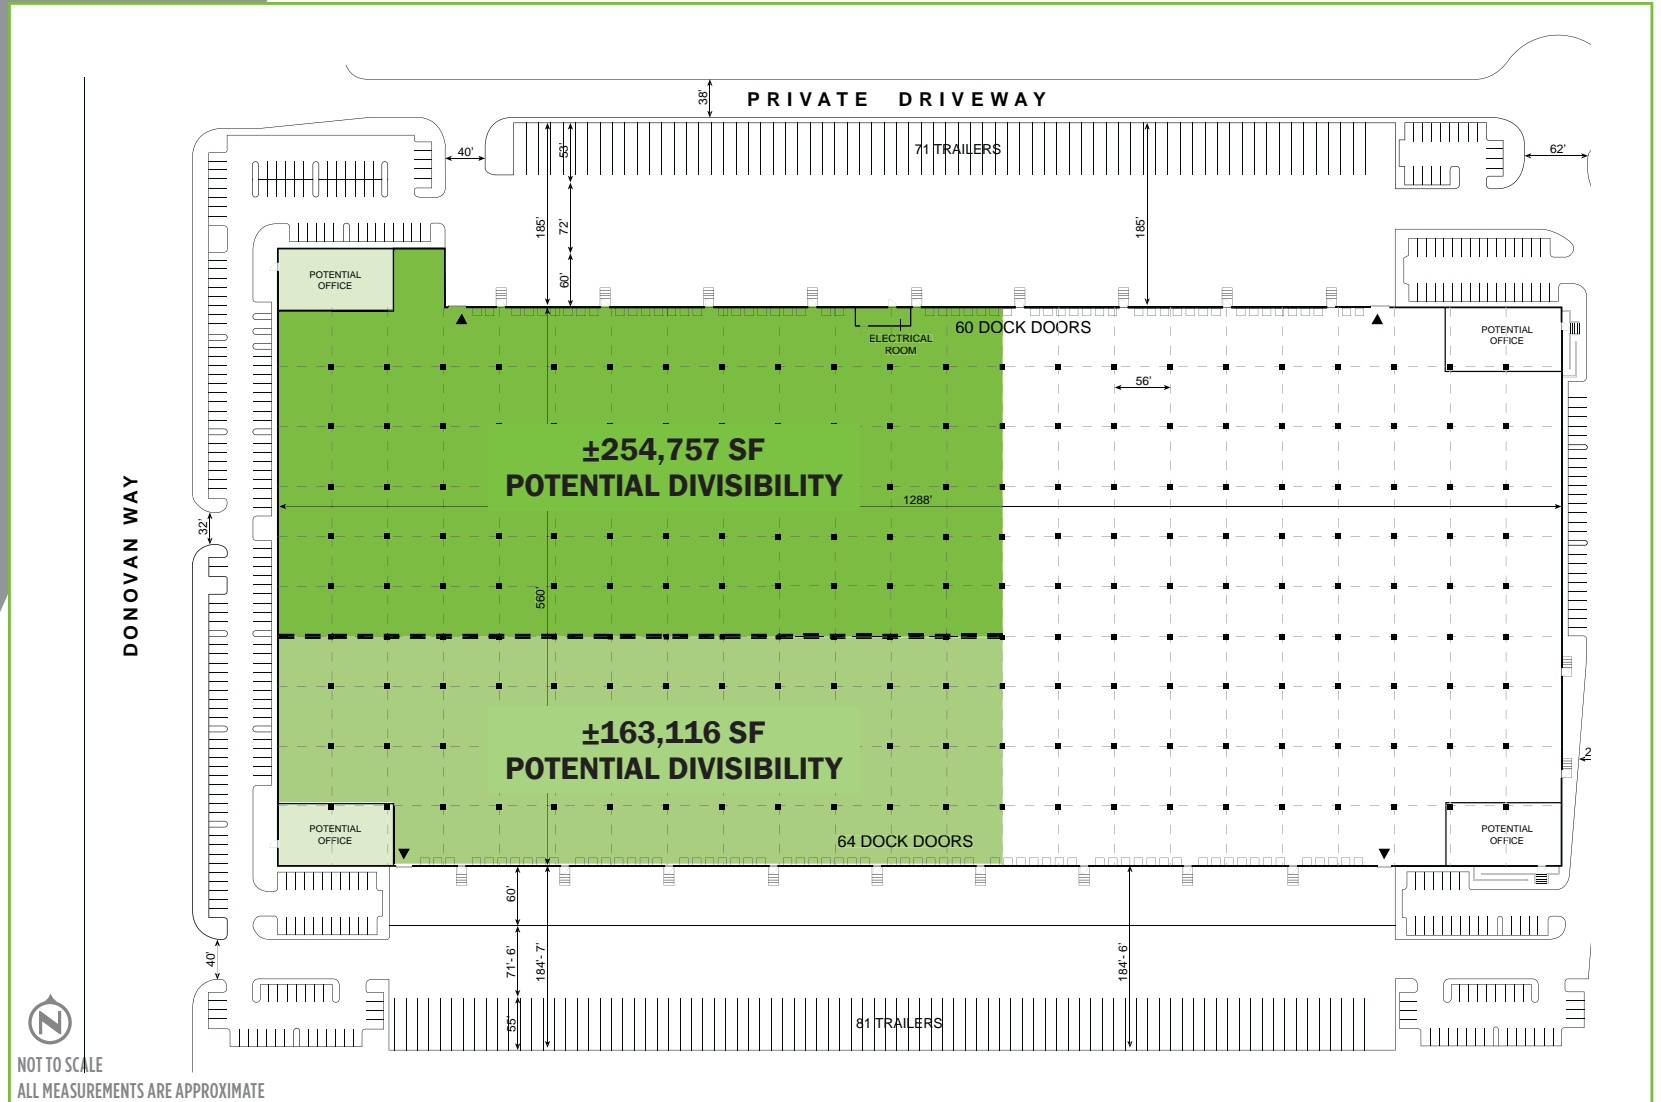 PRIVATE DRIVEWAY
38'
40'
53'
71 TRAILERS
62'
185'
72'
185'
60'
POTENTIAL
OFFICE
60 DOCK DOORS
ELECTRICAL
ROOM
POTENTIAL
OFFICE
56'
±254,757 SF
POTENTIAL DIVISIBILITY
1288'
DONOVAN WAY
32'
560'
±163,116 SF
POTENTIAL DIVISIBILITY
2
POTENTIAL
OFFICE
64 DOCK DOORS
POTENTIAL
OFFICE
60'
40'
71'- 6'
184'- 7'
184'- 6'
55'
81 TRAILERS
N
NOT TO SCALE
ALL MEASUREMENTS ARE APPROXIMATE